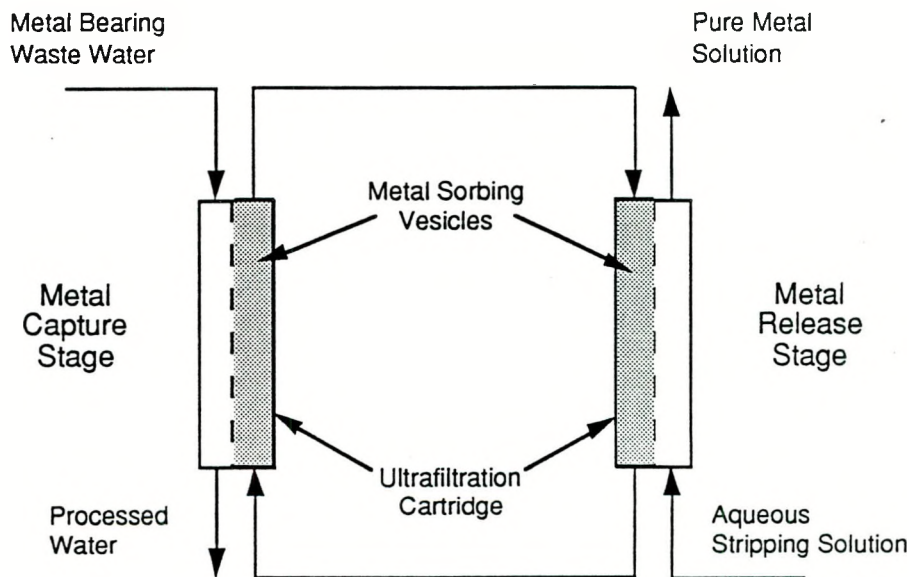 Metal Bearing
Waste Water
Pure Metal
Solution
Metal Sorbing
Vesicles
Metal
Capture
Stage
Metal
Release
Stage
Ultrafiltration
Cartridge
Processed
Water
Aqueous
Stripping Solution